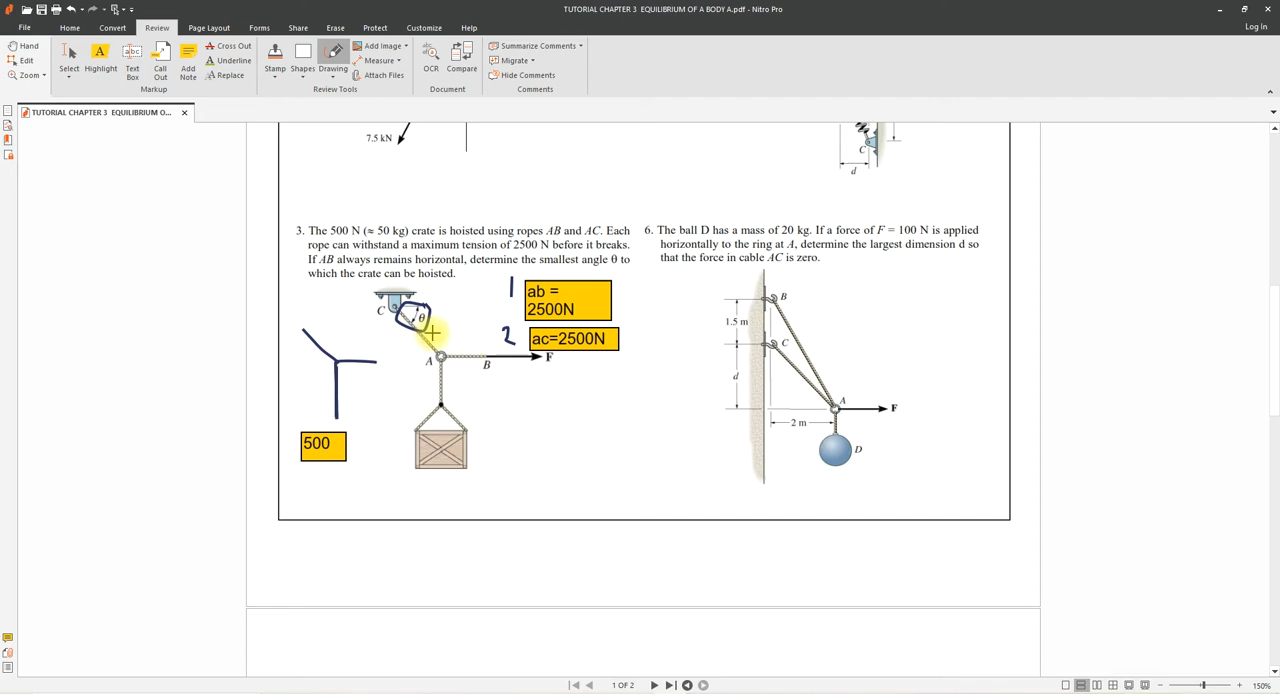 TUTORIAL CHAPTER 3 EQUILIBRIUM OF A BODY A.pdf - Nitro Pro
File Home Convert Review Page Layout Forms Share Erase Protect Customize Help
Log In
Hand
Edit
Zoom
Select
Highlight
Text Box
Call Out
Add Note
Cross Out
Underline
Replace
Markup
Stamp
Shapes
Drawing
Add Image
Measure
Attach Files
Review Tools
OCR
Compare
Document
Summarize Comments
Migrate
Hide Comments
Comments
TUTORIAL CHAPTER 3 EQUILIBRIUM O...
7.5 kN
C
d
3. The 500 N (≈ 50 kg) crate is hoisted using ropes AB and AC. Each
rope can withstand a maximum tension of 2500 N before it breaks.
If AB always remains horizontal, determine the smallest angle θ to
which the crate can be hoisted.
1
ab =
2500N
2
ac=2500N
C
θ
A
B
F
500
6. The ball D has a mass of 20 kg. If a force of F = 100 N is applied
horizontally to the ring at A, determine the largest dimension d so
that the force in cable AC is zero.
B
1.5 m
C
d
A
F
2 m
D
1 OF 2
150%